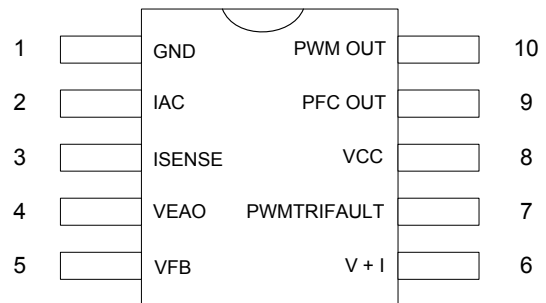 1 GND PWM OUT 10
2 IAC PFC OUT 9
3 ISENSE VCC 8
4 VEAO PWMTRIFAULT 7
5 VFB V + I 6